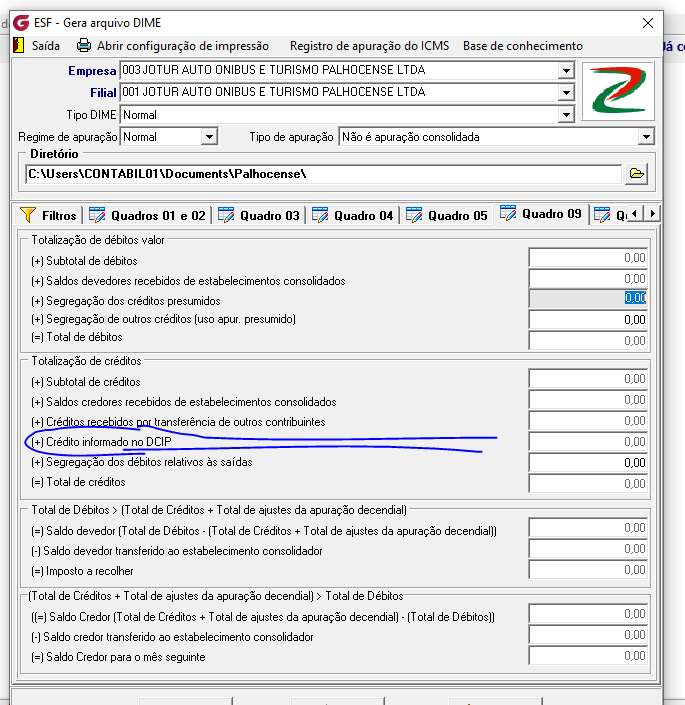 ESF - Gera arquivo DIME
Saída Abrir configuração de impressão Registro de apuração do ICMS Base de conhecimento
Já c
Empresa 003 JOTUR AUTO ONIBUS E TURISMO PALHOCENSE LTDA
Filial 001 JOTUR AUTO ONIBUS E TURISMO PALHOCENSE LTDA
Tipo DIME Normal
Regime de apuração Normal Tipo de apuração Não é apuração consolidada
Diretório
C:\Users\CONTABIL01\Documents\Palhocense\
Filtros Quadros 01 e 02 Quadro 03 Quadro 04 Quadro 05 Quadro 09
Totalização de débitos valor
(+) Subtotal de débitos 0,00
(+) Saldos devedores recebidos de estabelecimentos consolidados 0,00
(+) Segregação dos créditos presumidos 0,00
(+) Segregação de outros créditos (uso apur. presumido) 0,00
(=) Total de débitos 0,00
Totalização de créditos
(+) Subtotal de créditos 0,00
(+) Saldos credores recebidos de estabelecimentos consolidados 0,00
(+) Créditos recebidos por transferência de outros contribuintes 0,00
(+) Crédito informado no DCIP 0,00
(+) Segregação dos débitos relativos às saídas 0,00
(=) Total de créditos 0,00
Total de Débitos > (Total de Créditos + Total de ajustes da apuração decendial)
(=) Saldo devedor (Total de Débitos - (Total de Créditos + Total de ajustes da apuração decendial)) 0,00
(-) Saldo devedor transferido ao estabelecimento consolidador 0,00
(=) Imposto a recolher 0,00
(Total de Créditos + Total de ajustes da apuração decendial) > Total de Débitos
((=) Saldo Credor (Total de Créditos + Total de ajustes da apuração decendial) - (Total de Débitos)) 0,00
(-) Saldo credor transferido ao estabelecimento consolidador 0,00
(=) Saldo Credor para o mês seguinte 0,00